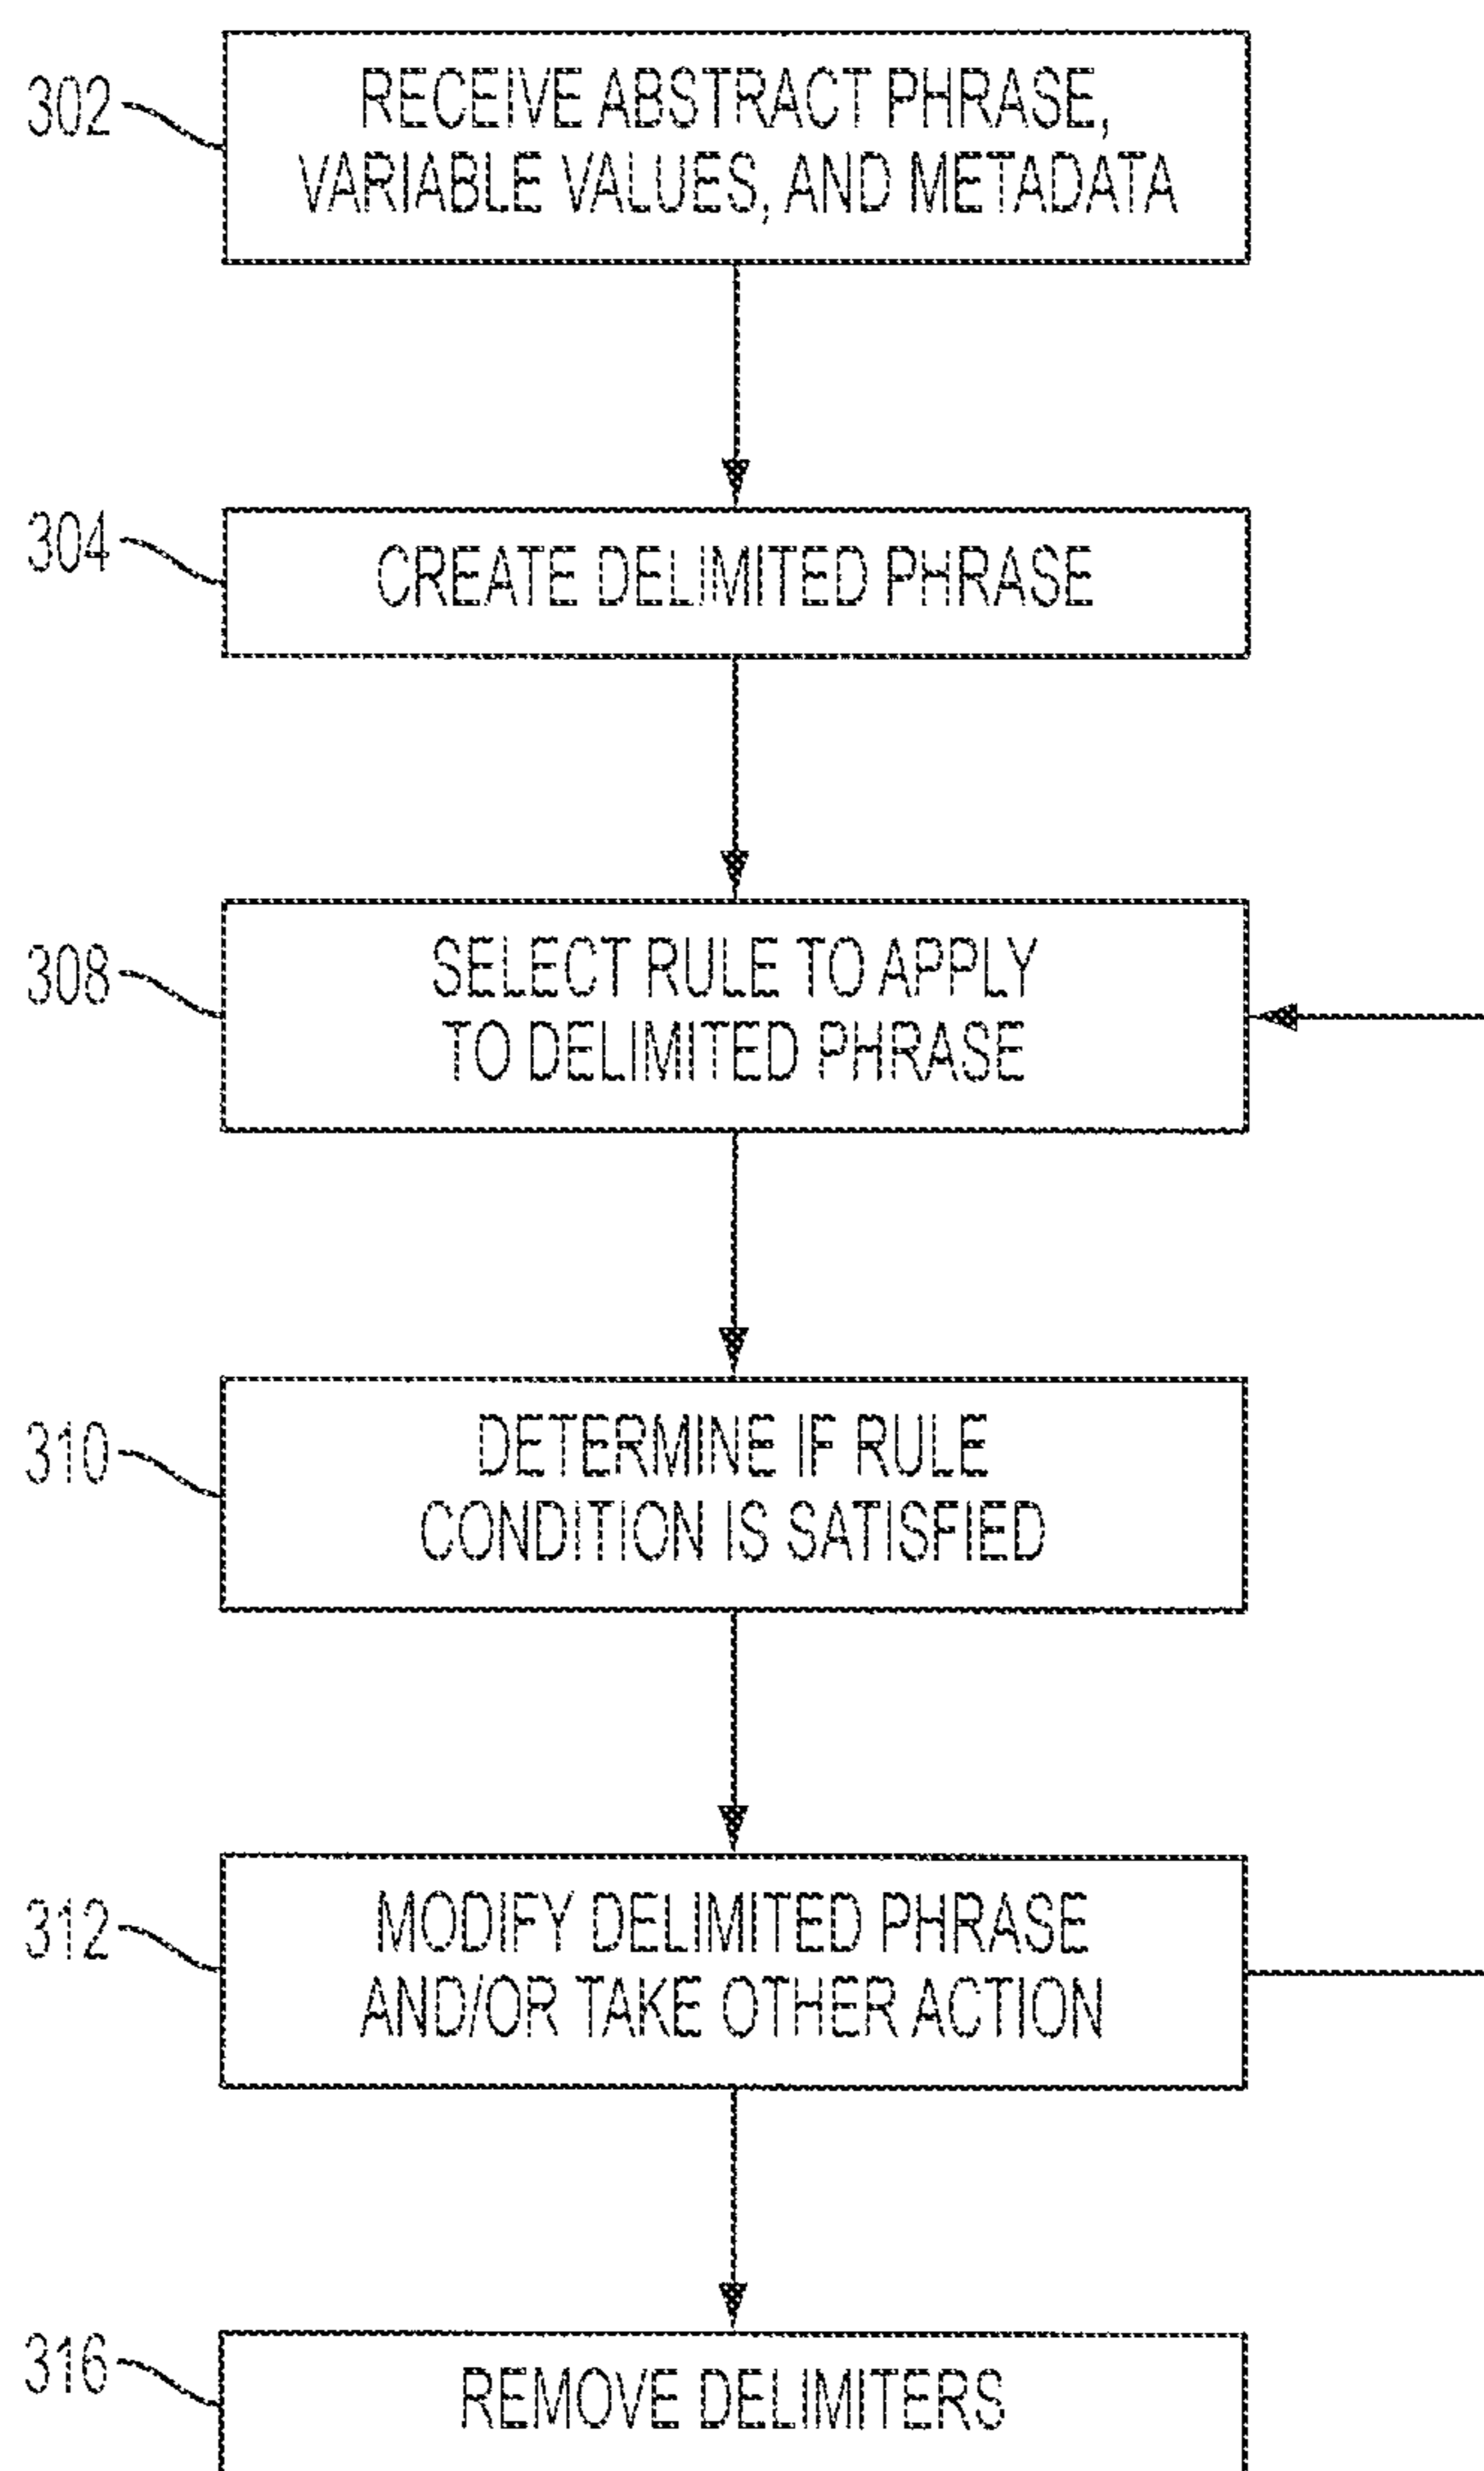 302
RECEIVE ABSTRACT PHRASE,
VARIABLE VALUES, AND METADATA
304
CREATE DELIMITED PHRASE
308
SELECT RULE TO APPLY
TO DELIMITED PHRASE
310
DETERMINE IF RULE
CONDITION IS SATISFIED
312
MODIFY DELIMITED PHRASE
AND/OR TAKE OTHER ACTION
316
REMOVE DELIMITERS